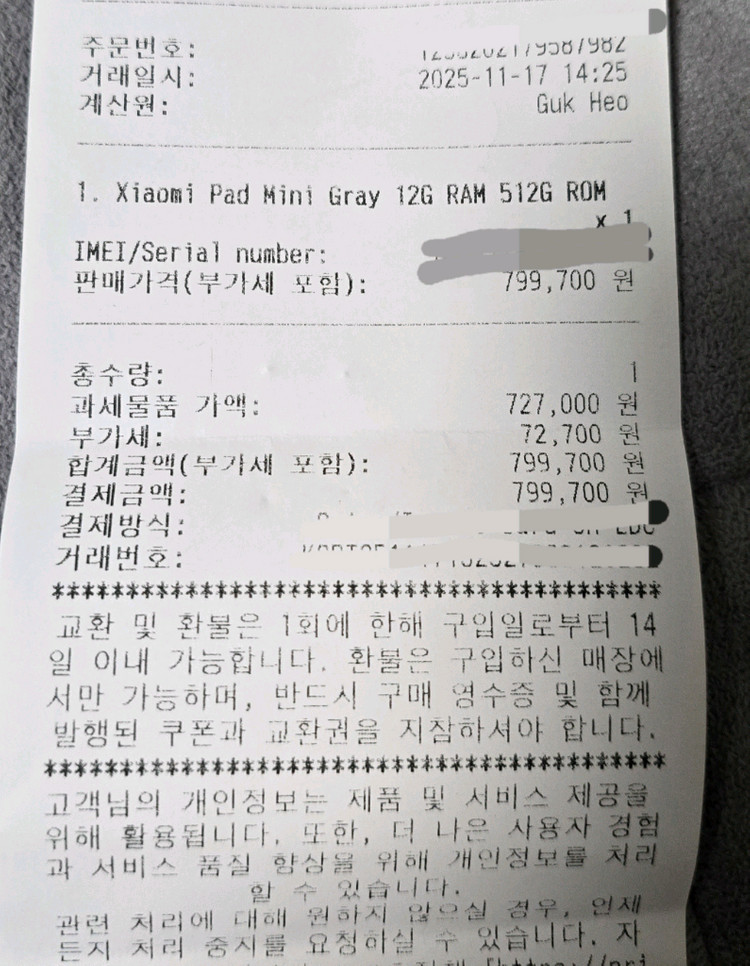 주문번호:
거래일시: 2025-11-17 14:25
계산원: Guk Heo
1. Xiaomi Pad Mini Gray 12G RAM 512G ROM
x 1
IMEI/Serial number:
판매가격(부가세 포함): 799,700 원
총수량: 1
과세물품 가액: 727,000 원
부가세: 72,700 원
합계금액(부가세 포함): 799,700 원
결제금액: 799,700 원
결제방식:
거래번호:
교환 및 환불은 1회에 한해 구입일로부터 14
일 이내 가능합니다. 환불은 구입하신 매장에
서만 가능하며, 반드시 구매 영수증 및 함께
발행된 쿠폰과 교환권을 지참하셔야 합니다.
고객님의 개인정보는 제품 및 서비스 제공을
위해 활용됩니다. 또한, 더 나은 사용자 경험
과 서비스 품질 향상을 위해 개인정보를 처리
할 수 있습니다.
관련 처리에 대해 원하지 않으실 경우, 언제
든지 처리 중지를 요청하실 수 있습니다. 자